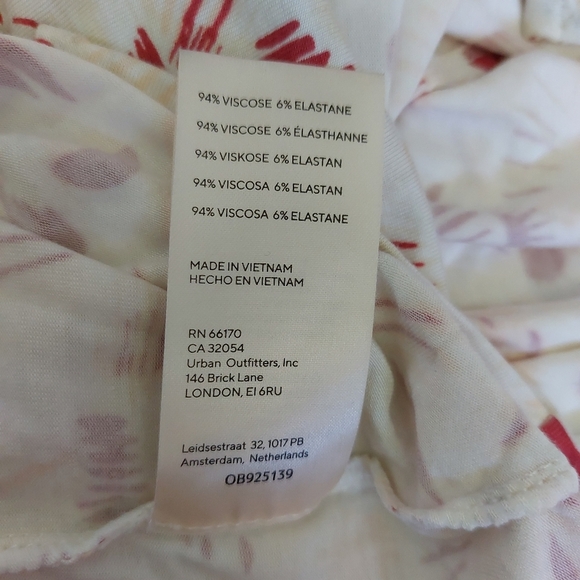 94% VISCOSE 6% ELASTANE
94% VISCOSE 6% ÉLASTHANNE
94% VISKOSE 6% ELASTAN
94% VISCOSA 6% ELASTAN
94% VISCOSA 6% ELASTANE
MADE IN VIETNAM
HECHO EN VIETNAM
RN 66170
CA 32054
Urban Outfitters, Inc
146 Brick Lane
LONDON, E1 6RU
Leidsestraat 32, 1017 PB
Amsterdam, Netherlands
OB925139